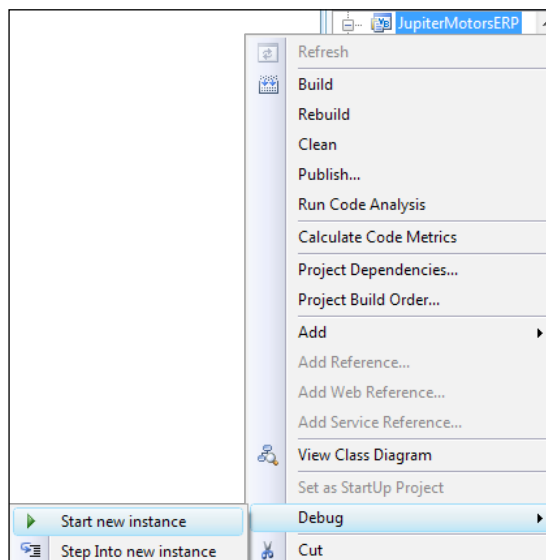 JupiterMotorsERP
Refresh
Build
Rebuild
Clean
Publish...
Run Code Analysis
Calculate Code Metrics
Project Dependencies...
Project Build Order...
Add
Add Reference...
Add Web Reference...
Add Service Reference...
View Class Diagram
Set as StartUp Project
Start new instance
Debug
Step Into new instance
Cut